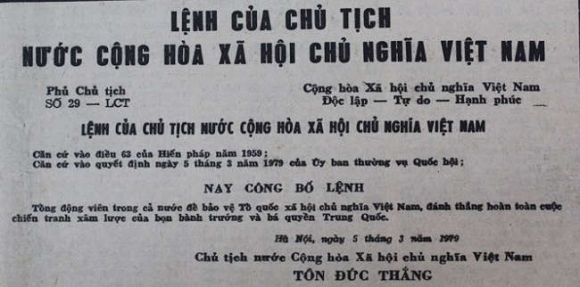 LỆNH CỦA CHỦ TỊCH
NƯỚC CỘNG HÒA XÃ HỘI CHỦ NGHĨA VIỆT NAM
Phủ Chủ tịch
SỐ 29 — LCT
Cộng hòa Xã hội chủ nghĩa Việt Nam
Độc lập — Tự do — Hạnh phúc
LỆNH CỦA CHỦ TỊCH NƯỚC CỘNG HÒA XÃ HỘI CHỦ NGHĨA VIỆT NAM
Căn cứ vào điều 63 của Hiến pháp năm 1959;
Căn cứ vào quyết định ngày 5 tháng 3 năm 1979 của Ủy ban thường vụ Quốc hội;
NAY CÔNG BỐ LỆNH
Tổng động viên trong cả nước để bảo vệ Tổ quốc xã hội chủ nghĩa Việt Nam, đánh thắng hoàn toàn cuộc
chiến tranh xâm lược của bọn bành trướng và bá quyền Trung Quốc.
Hà Nội, ngày 5 tháng 3 năm 1979
Chủ tịch nước Cộng hòa Xã hội chủ nghĩa Việt Nam
TÔN ĐỨC THẮNG